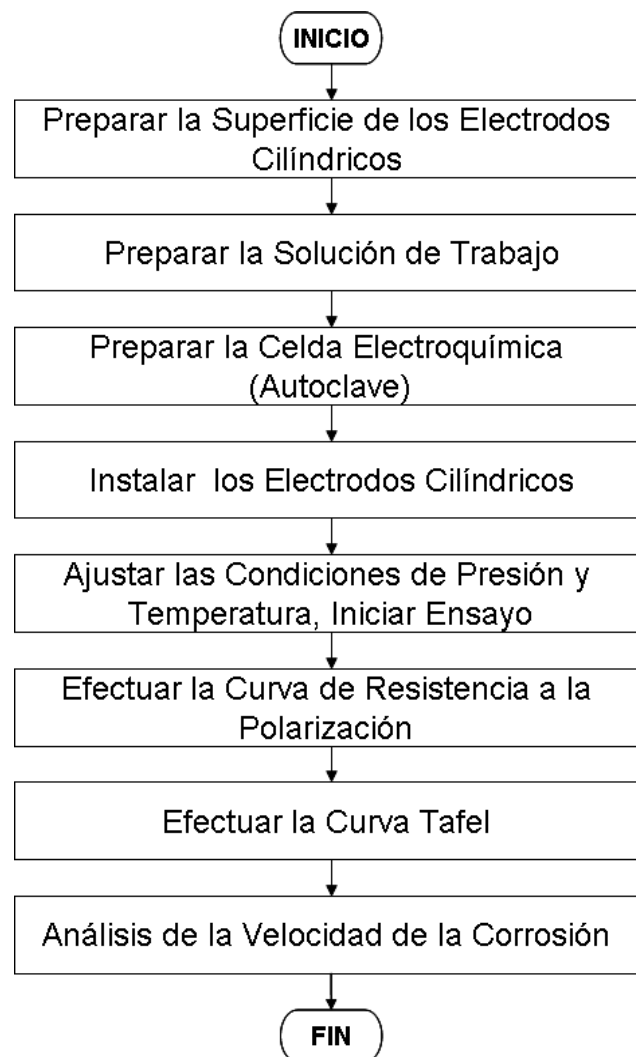 INICIO
Preparar la Superficie de los Electrodos
Cilíndricos
Preparar la Solución de Trabajo
Preparar la Celda Electroquímica
(Autoclave)
Instalar los Electrodos Cilíndricos
Ajustar las Condiciones de Presión y
Temperatura, Iniciar Ensayo
Efectuar la Curva de Resistencia a la
Polarización
Efectuar la Curva Tafel
Análisis de la Velocidad de la Corrosión
FIN